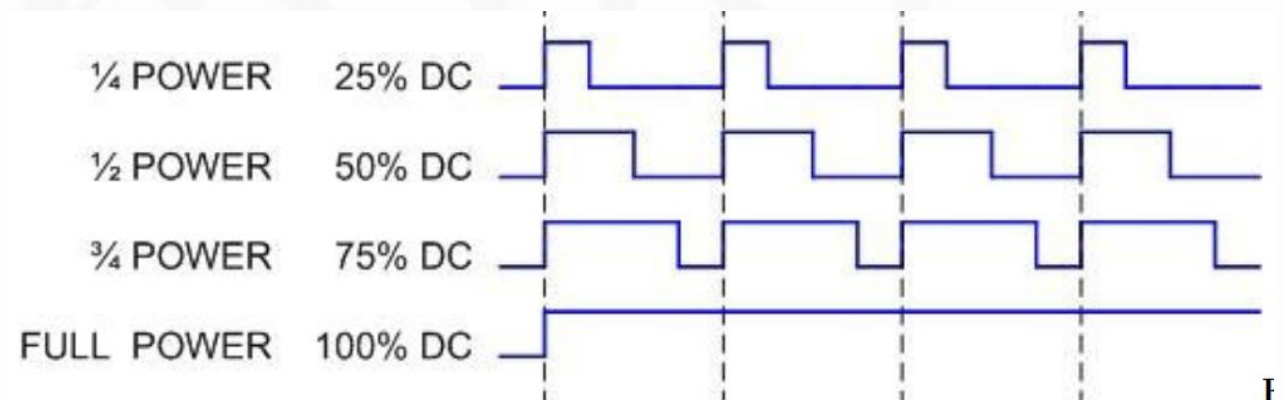 ¼ POWER 25% DC
½ POWER 50% DC
¾ POWER 75% DC
FULL POWER 100% DC